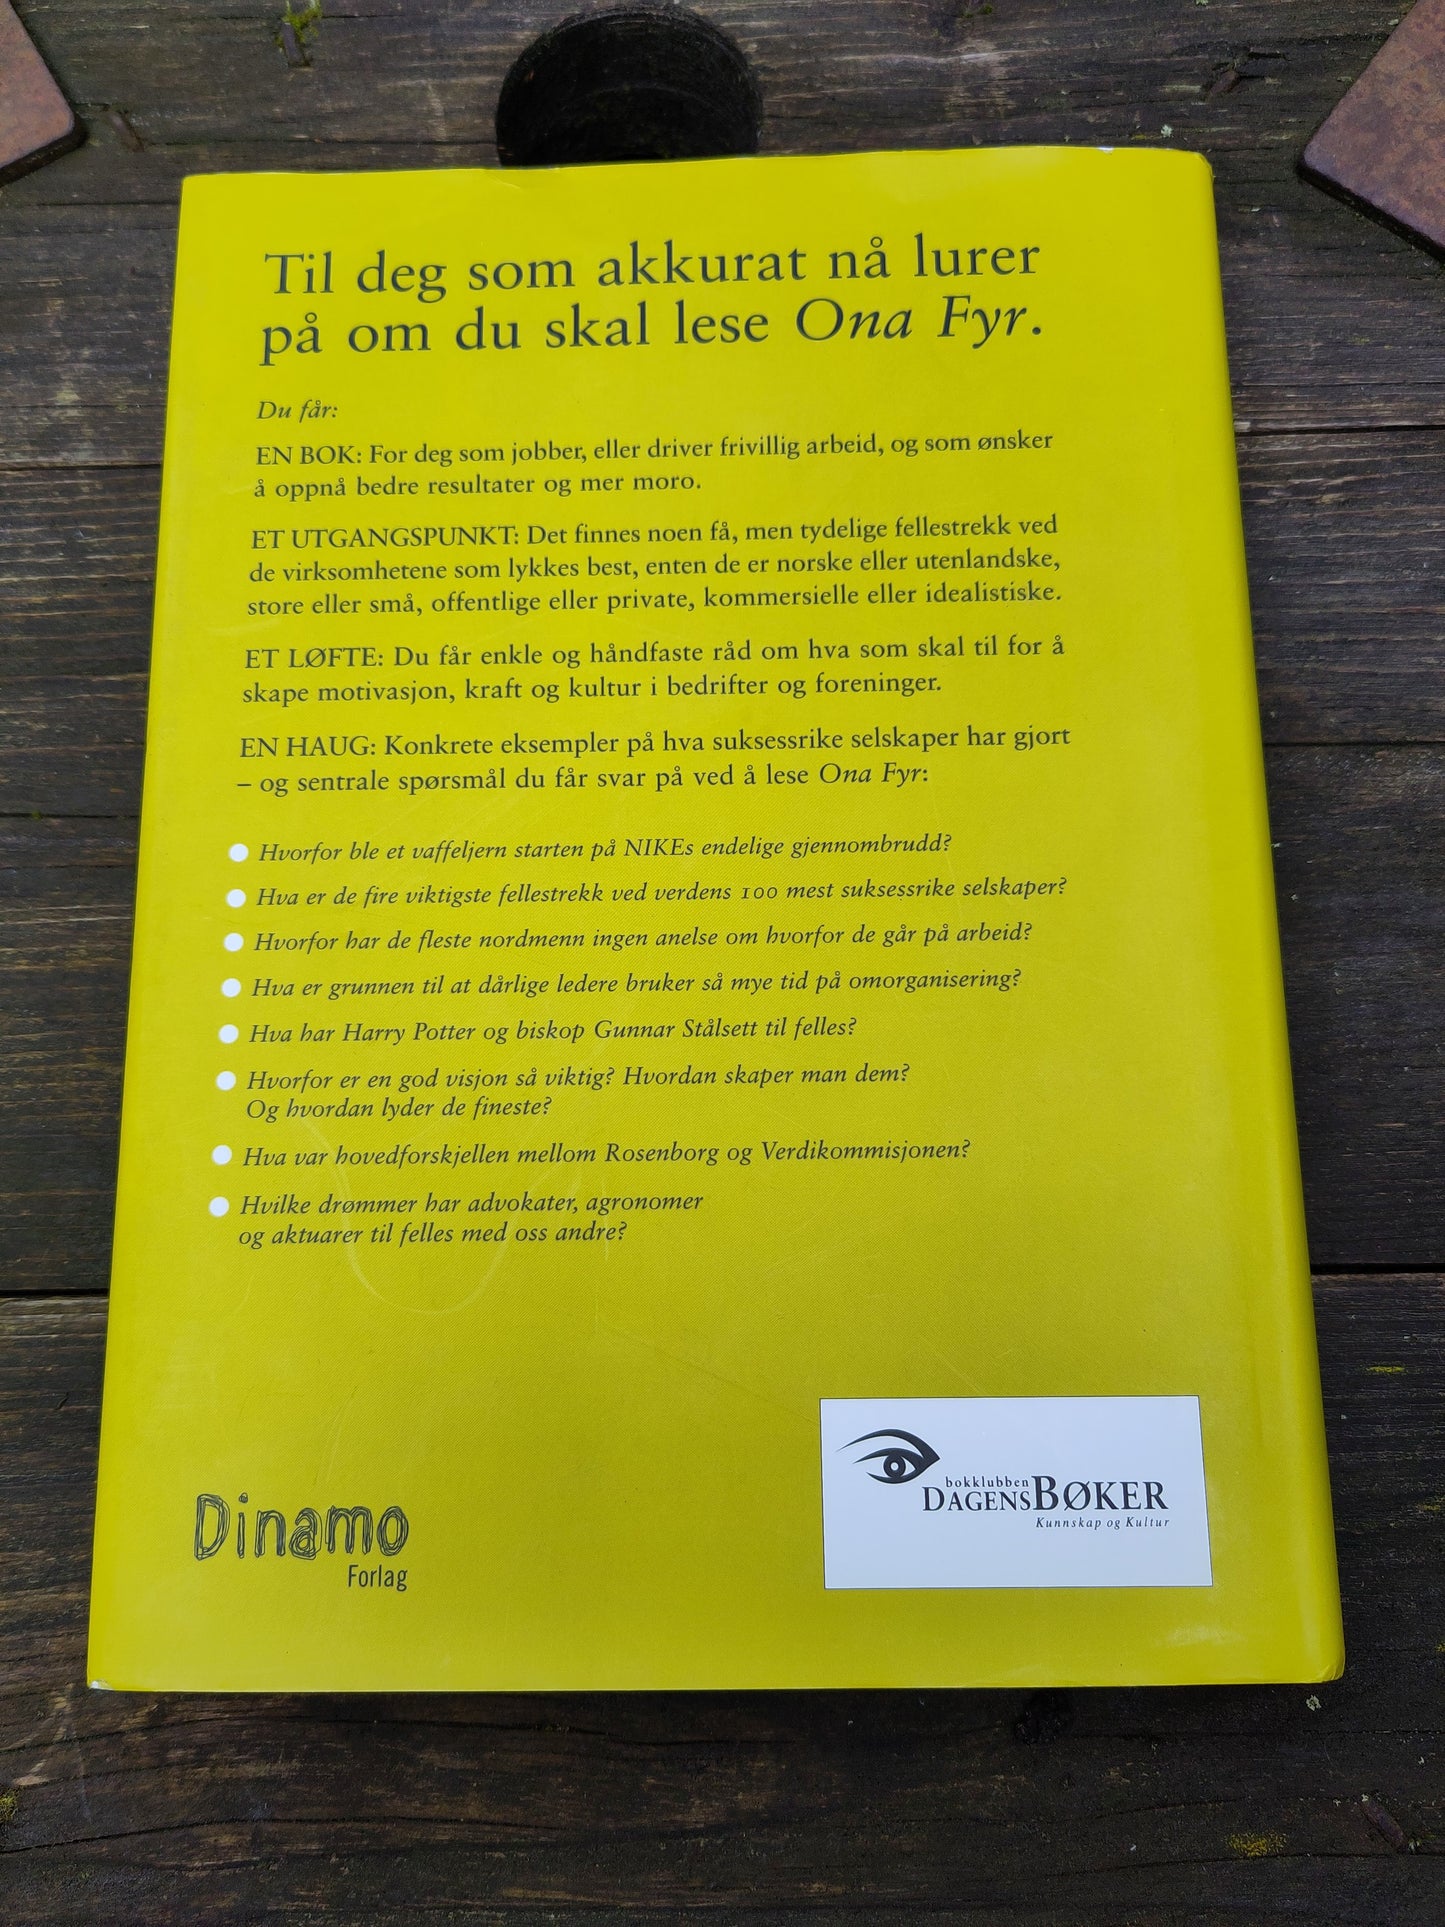 Til deg som akkurat nå lurer
på om du skal lese Ona Fyr.
Du får:
EN BOK: For deg som jobber, eller driver frivillig arbeid, og som ønsker
å oppnå bedre resultater og mer moro.
ET UTGANGSPUNKT: Det finnes noen få, men tydelige fellestrekk ved
de virksomhetene som lykkes best, enten de er norske eller utenlandske,
store eller små, offentlige eller private, kommersielle eller idealistiske.
ET LØFTE: Du får enkle og håndfaste råd om hva som skal til for å
skape motivasjon, kraft og kultur i bedrifter og foreninger.
EN HAUG: Konkrete eksempler på hva suksessrike selskaper har gjort
– og sentrale spørsmål du får svar på ved å lese Ona Fyr:
Hvorfor ble et vaffeljern starten på NIKEs endelige gjennombrudd?
Hva er de fire viktigste fellestrekk ved verdens 100 mest suksessrike selskaper?
Hvorfor har de fleste nordmenn ingen anelse om hvorfor de går på arbeid?
Hva er grunnen til at dårlige ledere bruker så mye tid på omorganisering?
Hva har Harry Potter og biskop Gunnar Stålsett til felles?
Hvorfor er en god visjon så viktig? Hvordan skaper man dem?
Og hvordan lyder de fineste?
Hva var hovedforskjellen mellom Rosenborg og Verdikommisjonen?
Hvilke drømmer har advokater, agronomer
og aktuarer til felles med oss andre?
Dinamo
Forlag
bokklubben
DAGENSBØKER
Kunnskap og Kultur